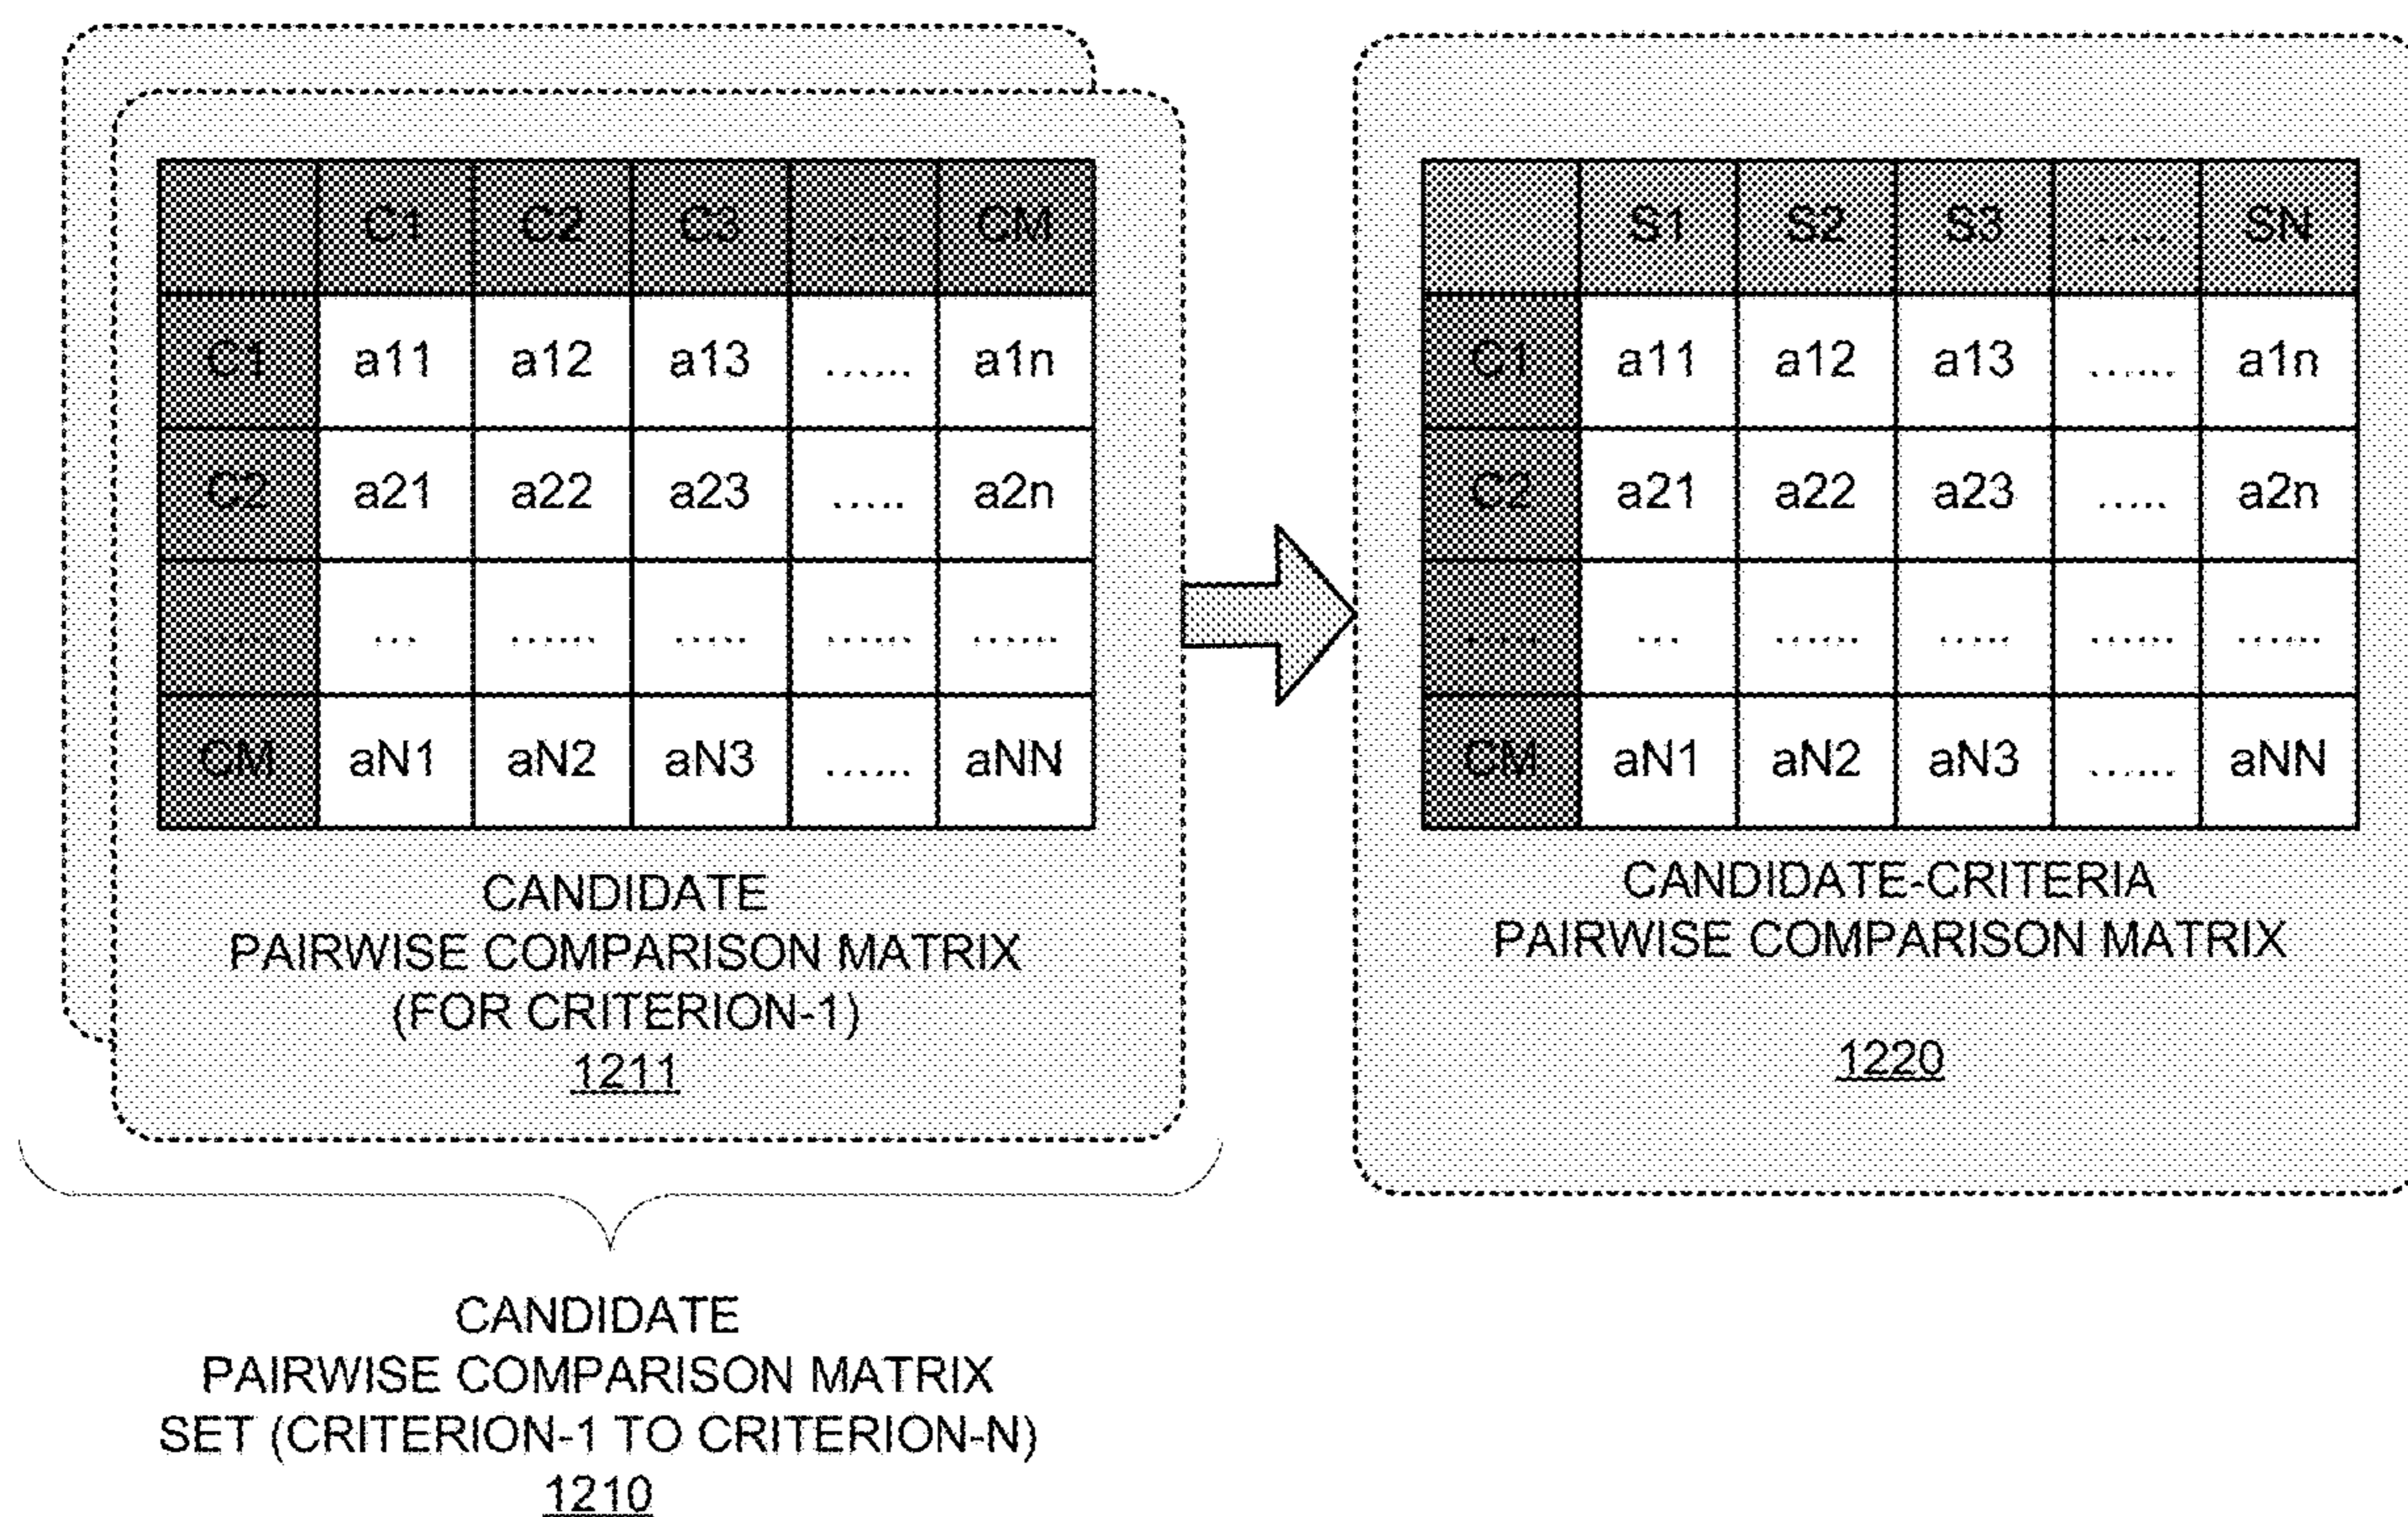 C1 C2 C3 ..... CM
C1 a11 a12 a13 ...... a1n
C2 a21 a22 a23 ..... a2n
..... ... ...... ..... ...... ......
CM aN1 aN2 aN3 ...... aNN
CANDIDATE
PAIRWISE COMPARISON MATRIX
(FOR CRITERION-1)
1211
S1 S2 S3 ..... SN
C1 a11 a12 a13 ...... a1n
C2 a21 a22 a23 ..... a2n
..... ... ...... ..... ...... ......
CM aN1 aN2 aN3 ...... aNN
CANDIDATE-CRITERIA
PAIRWISE COMPARISON MATRIX
1220
CANDIDATE
PAIRWISE COMPARISON MATRIX
SET (CRITERION-1 TO CRITERION-N)
1210